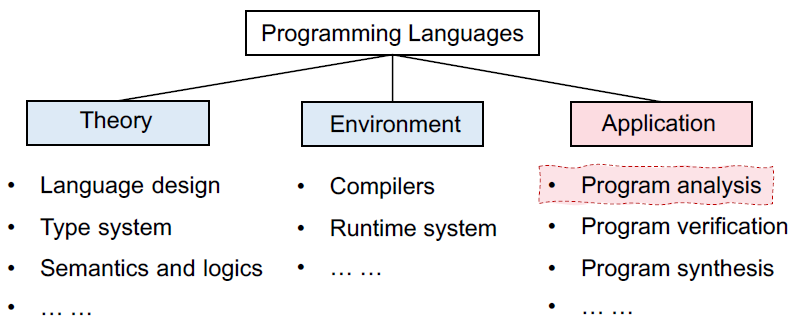 Programming Languages
Theory
• Language design
• Type system
• Semantics and logics
• … …
Environment
• Compilers
• Runtime system
• … …
Application
• Program analysis
• Program verification
• Program synthesis
• … …